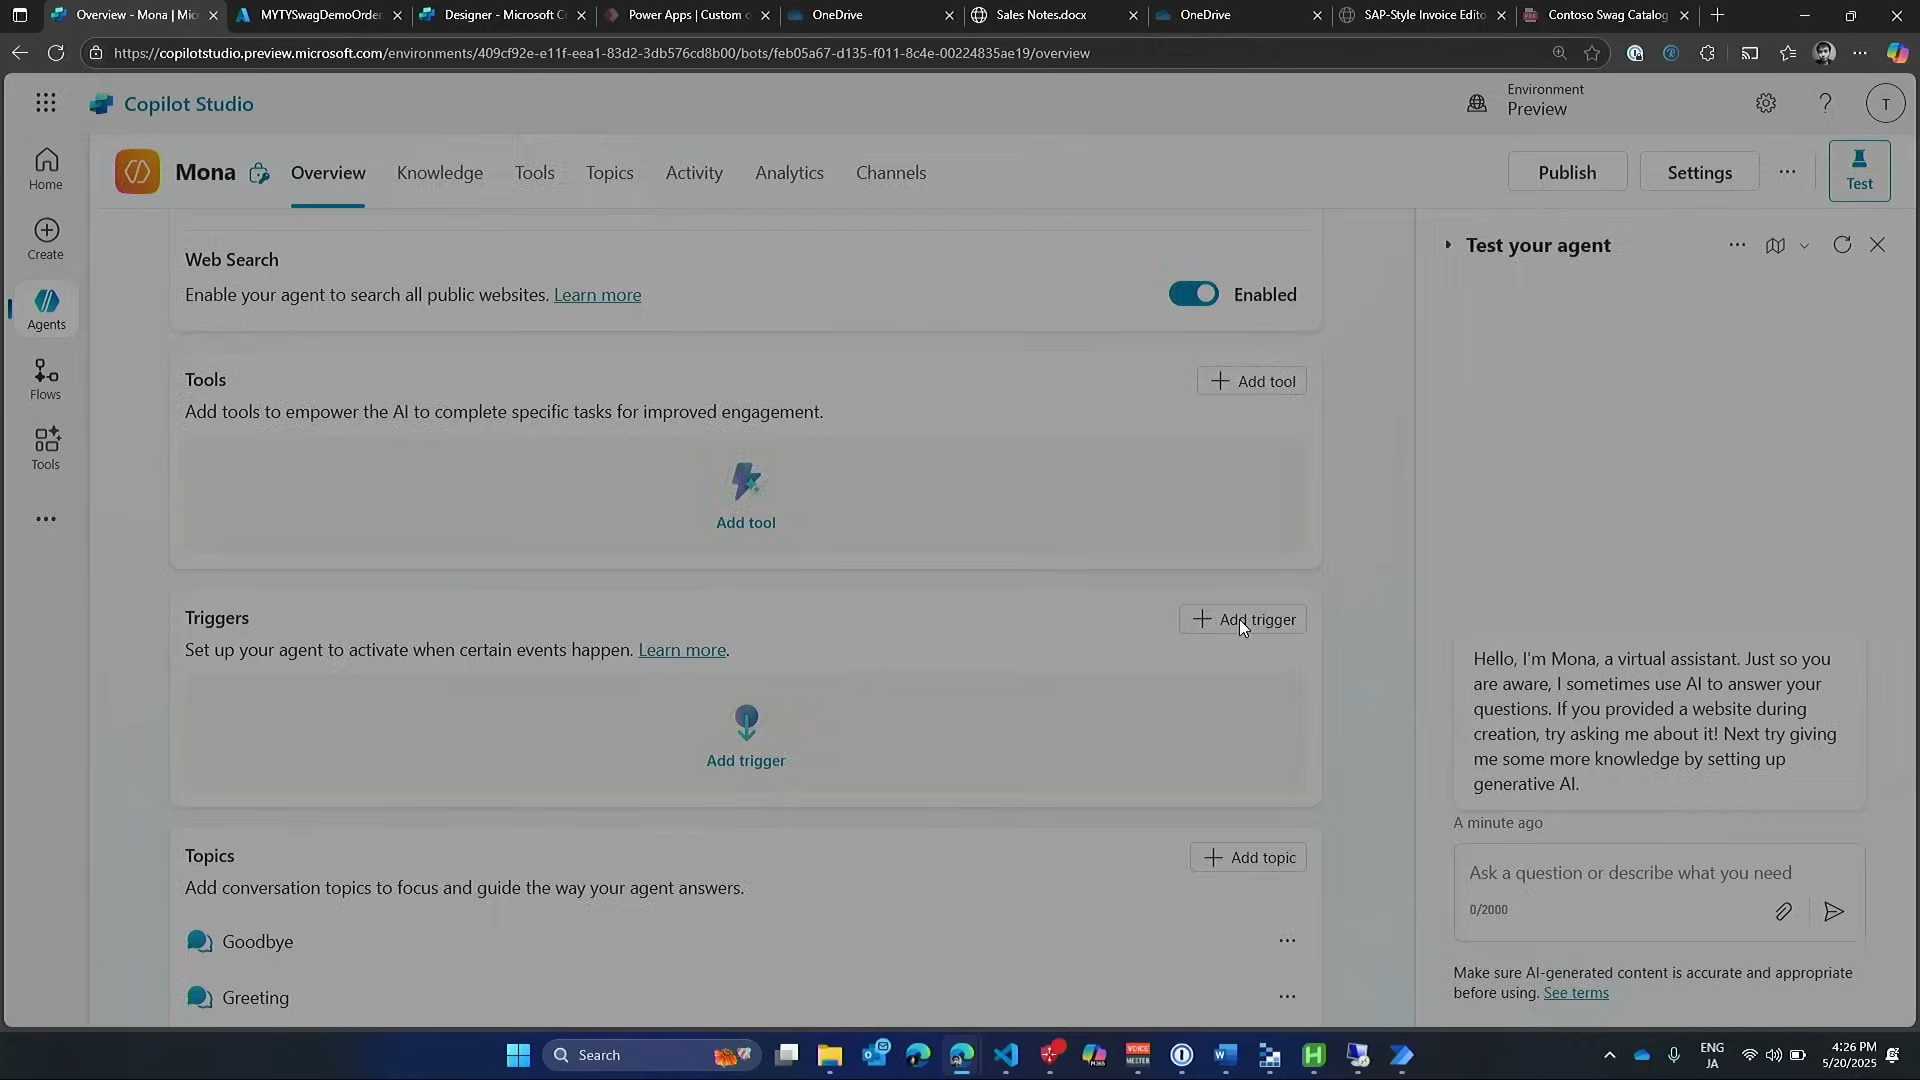 Overview - Mona | Mic
MYTYSwagDemoOrder
Designer - Microsoft Co
Power Apps | Custom c
OneDrive
Sales Notes.docx
OneDrive
SAP-Style Invoice Edito
Contoso Swag Catalog
https://copilotstudio.preview.microsoft.com/environments/409cf92e-e11f-eea1-83d2-3db576cd8b00/bots/feb05a67-d135-f011-8c4e-00224835ae19/overview
Copilot Studio
Environment
Preview
T
Mona
Overview
Knowledge
Tools
Topics
Activity
Analytics
Channels
Publish
Settings
Test
Home
Create
Agents
Flows
Tools
Web Search
Enable your agent to search all public websites. Learn more
Enabled
Tools
Add tool
Add tools to empower the AI to complete specific tasks for improved engagement.
Add tool
Triggers
Add trigger
Set up your agent to activate when certain events happen. Learn more.
Add trigger
Topics
Add topic
Add conversation topics to focus and guide the way your agent answers.
Goodbye
Greeting
Test your agent
Hello, I'm Mona, a virtual assistant. Just so you
are aware, I sometimes use AI to answer your
questions. If you provided a website during
creation, try asking me about it! Next try giving
me some more knowledge by setting up
generative AI.
A minute ago
Ask a question or describe what you need
0/2000
Make sure AI-generated content is accurate and appropriate
before using. See terms
Search
VOICE
MEETER
ENG
JA
4:26 PM
5/20/2025